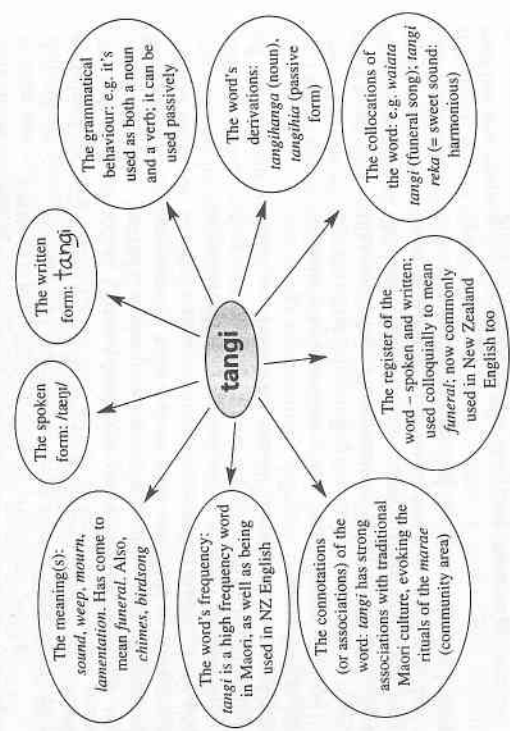 The spoken
form: /tæŋɪ/
The written
form: tangi
The grammatical
behaviour: e.g. it's
used as both a noun
and a verb; it can be
used passively
The meaning(s):
sound, weep, mourn,
lamentation. Has come to
mean funeral. Also,
chimes, birdsong
tangi
The word's
derivations:
tangihanga (noun),
tangihia (passive
form)
The word's frequency:
tangi is a high frequency word
in Maori, as well as being
used in NZ English
The collocations of
the word: e.g. waiata
tangi (funeral song); tangi
reka (= sweet sound:
harmonious)
The connotations
(or associations) of the
word: tangi has strong
associations with traditional
Maori culture, evoking the
rituals of the marae
(community area)
The register of the
word – spoken and written;
used colloquially to mean
funeral; now commonly
used in New Zealand
English too